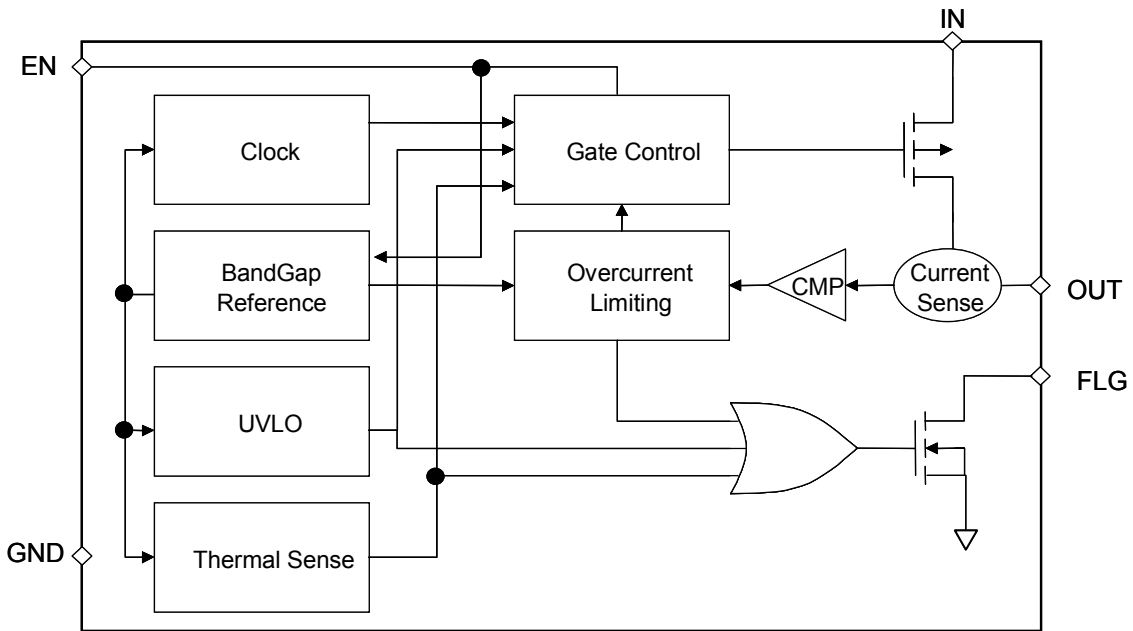 IN
EN
Clock
Gate Control
BandGap
Reference
Overcurrent
Limiting
CMP
Current
Sense
OUT
FLG
UVLO
GND
Thermal Sense